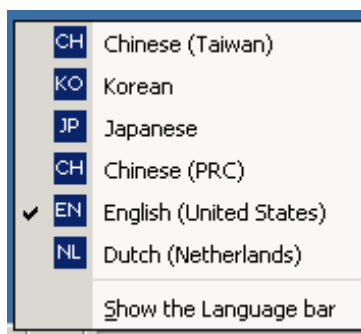 CH Chinese (Taiwan)
KO Korean
JP Japanese
CH Chinese (PRC)
EN English (United States)
NL Dutch (Netherlands)
Show the Language bar